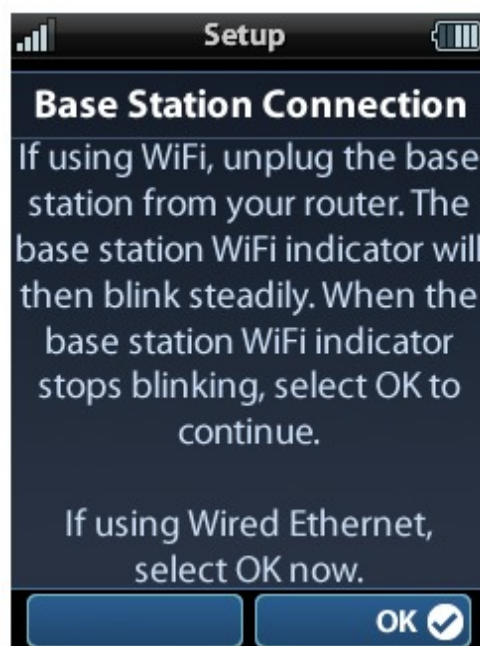 Setup
Base Station Connection
If using WiFi, unplug the base
station from your router. The
base station WiFi indicator will
then blink steadily. When the
base station WiFi indicator
stops blinking, select OK to
continue.
If using Wired Ethernet,
select OK now.
OK